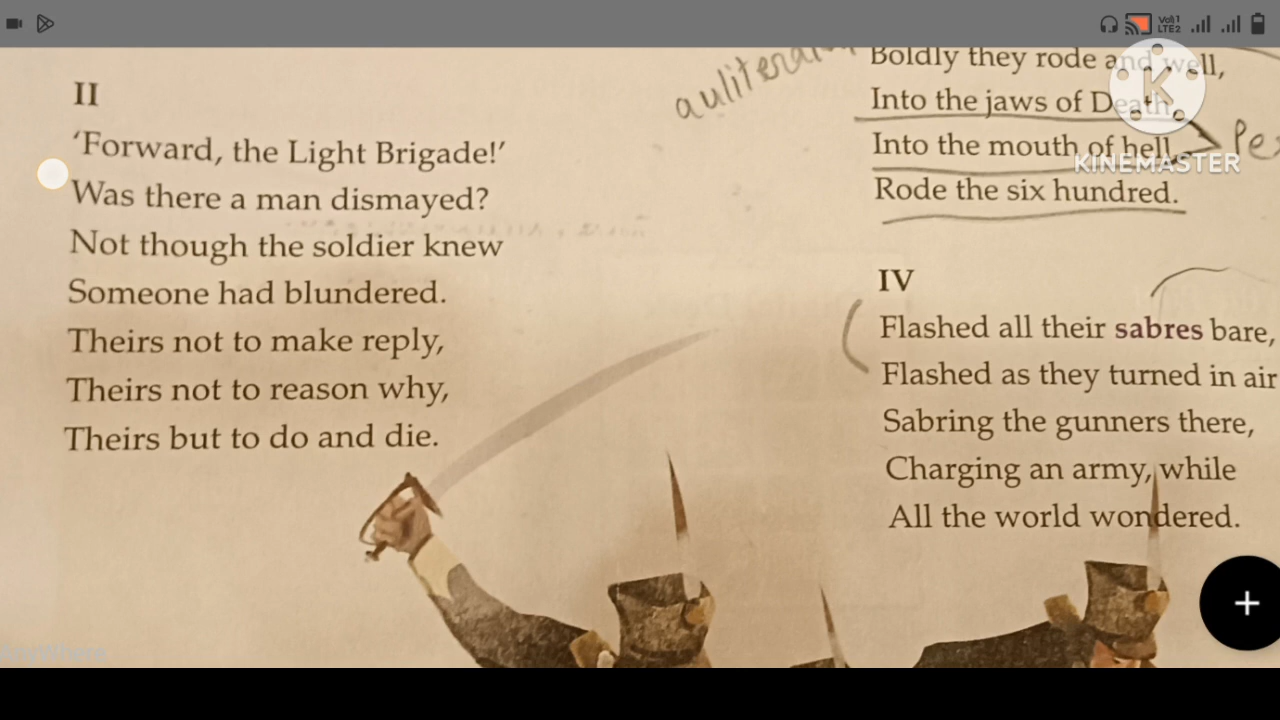 II
'Forward, the Light Brigade!'
Was there a man dismayed?
Not though the soldier knew
Someone had blundered.
Theirs not to make reply,
Theirs not to reason why,
Theirs but to do and die.
Boldly they rode and well,
Into the jaws of Death
Into the mouth of hell
Rode the six hundred.
IV
Flashed all their sabres bare,
Flashed as they turned in air
Sabring the gunners there,
Charging an army, while
All the world wondered.
KINEMASTER
K
Volt 1
LTE2